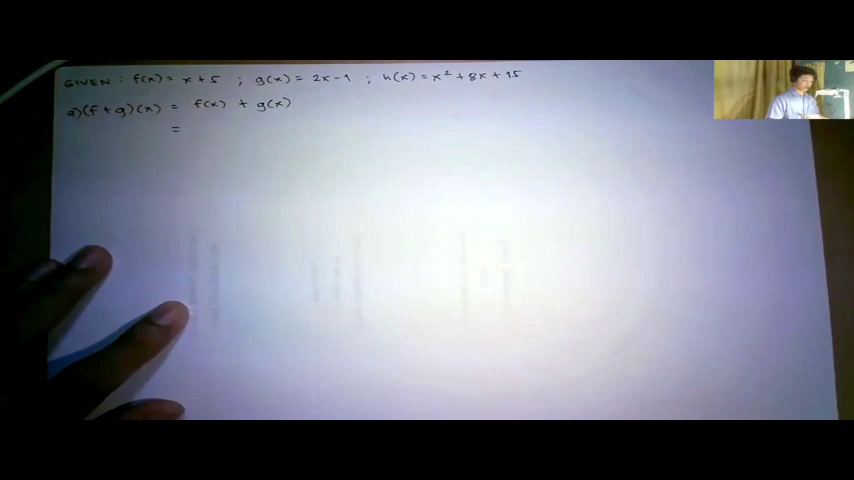 GIVEN : f(x) = x + 5 ; g(x) = 2x - 1 ; h(x) = x² + 8x + 15
a) (f + g)(x) = f(x) + g(x)
=